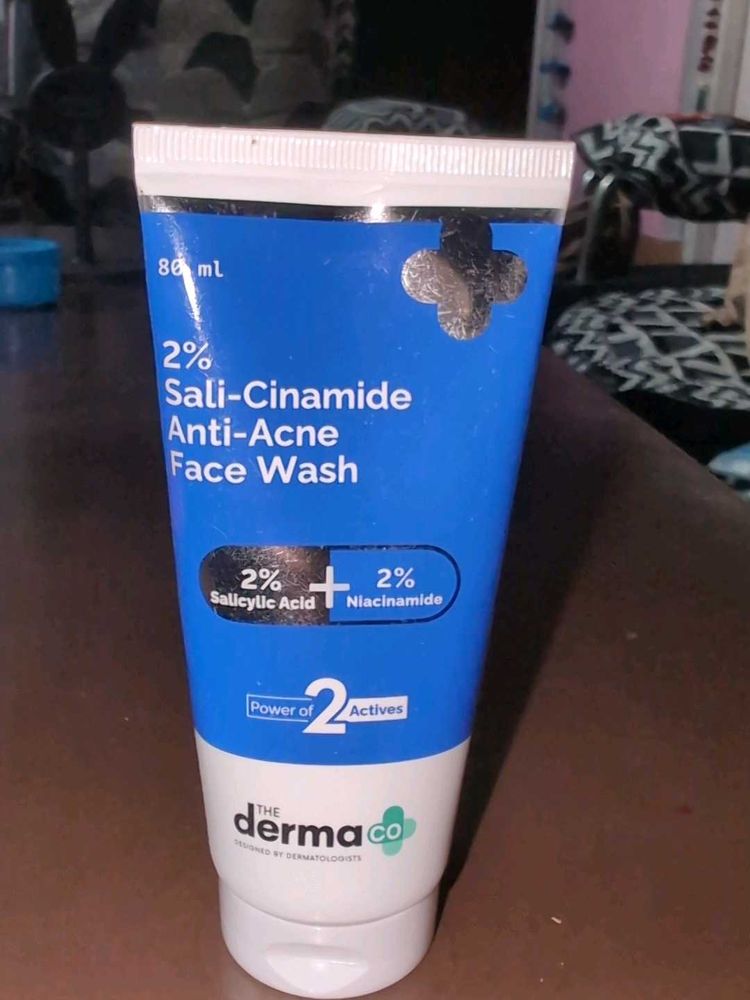 80 ml
2%
Sali-Cinamide
Anti-Acne
Face Wash
2% + 2%
Salicylic Acid Niacinamide
Power of 2 Actives
THE
derma co
DESIGNED BY DERMATOLOGISTS